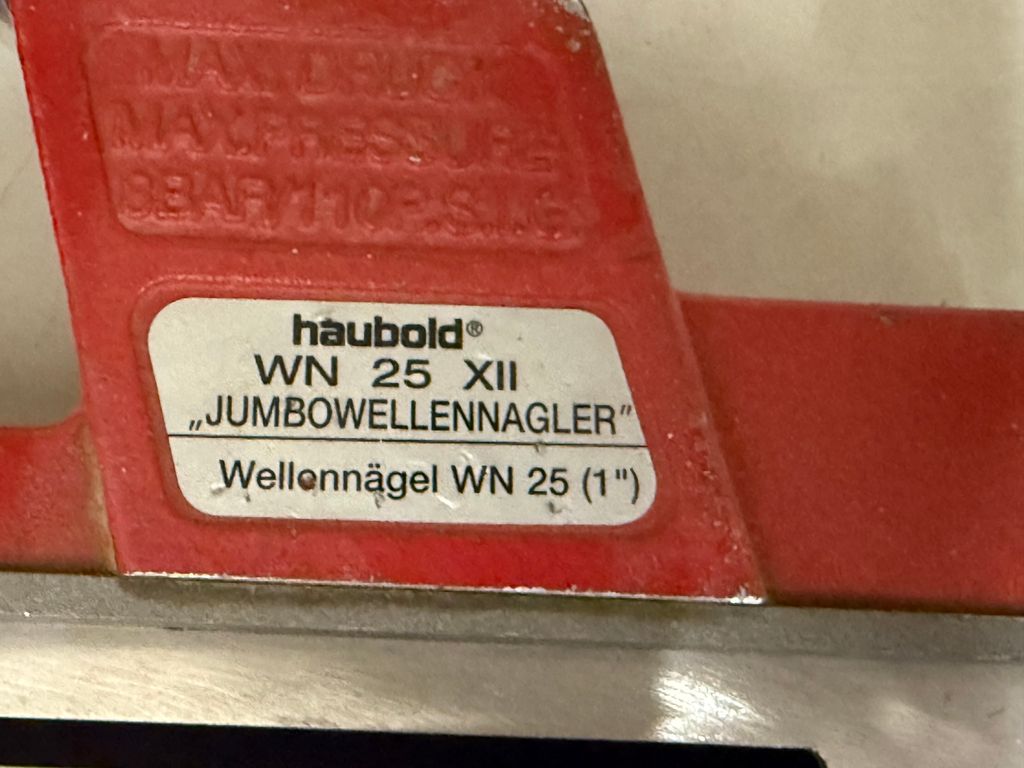 MAX. DRUCK
MAX. PRESSURE
8BAR/110P.S.I.G.
haubold®
WN 25 XII
„JUMBOWELLENNAGLER"
Wellennägel WN 25 (1")